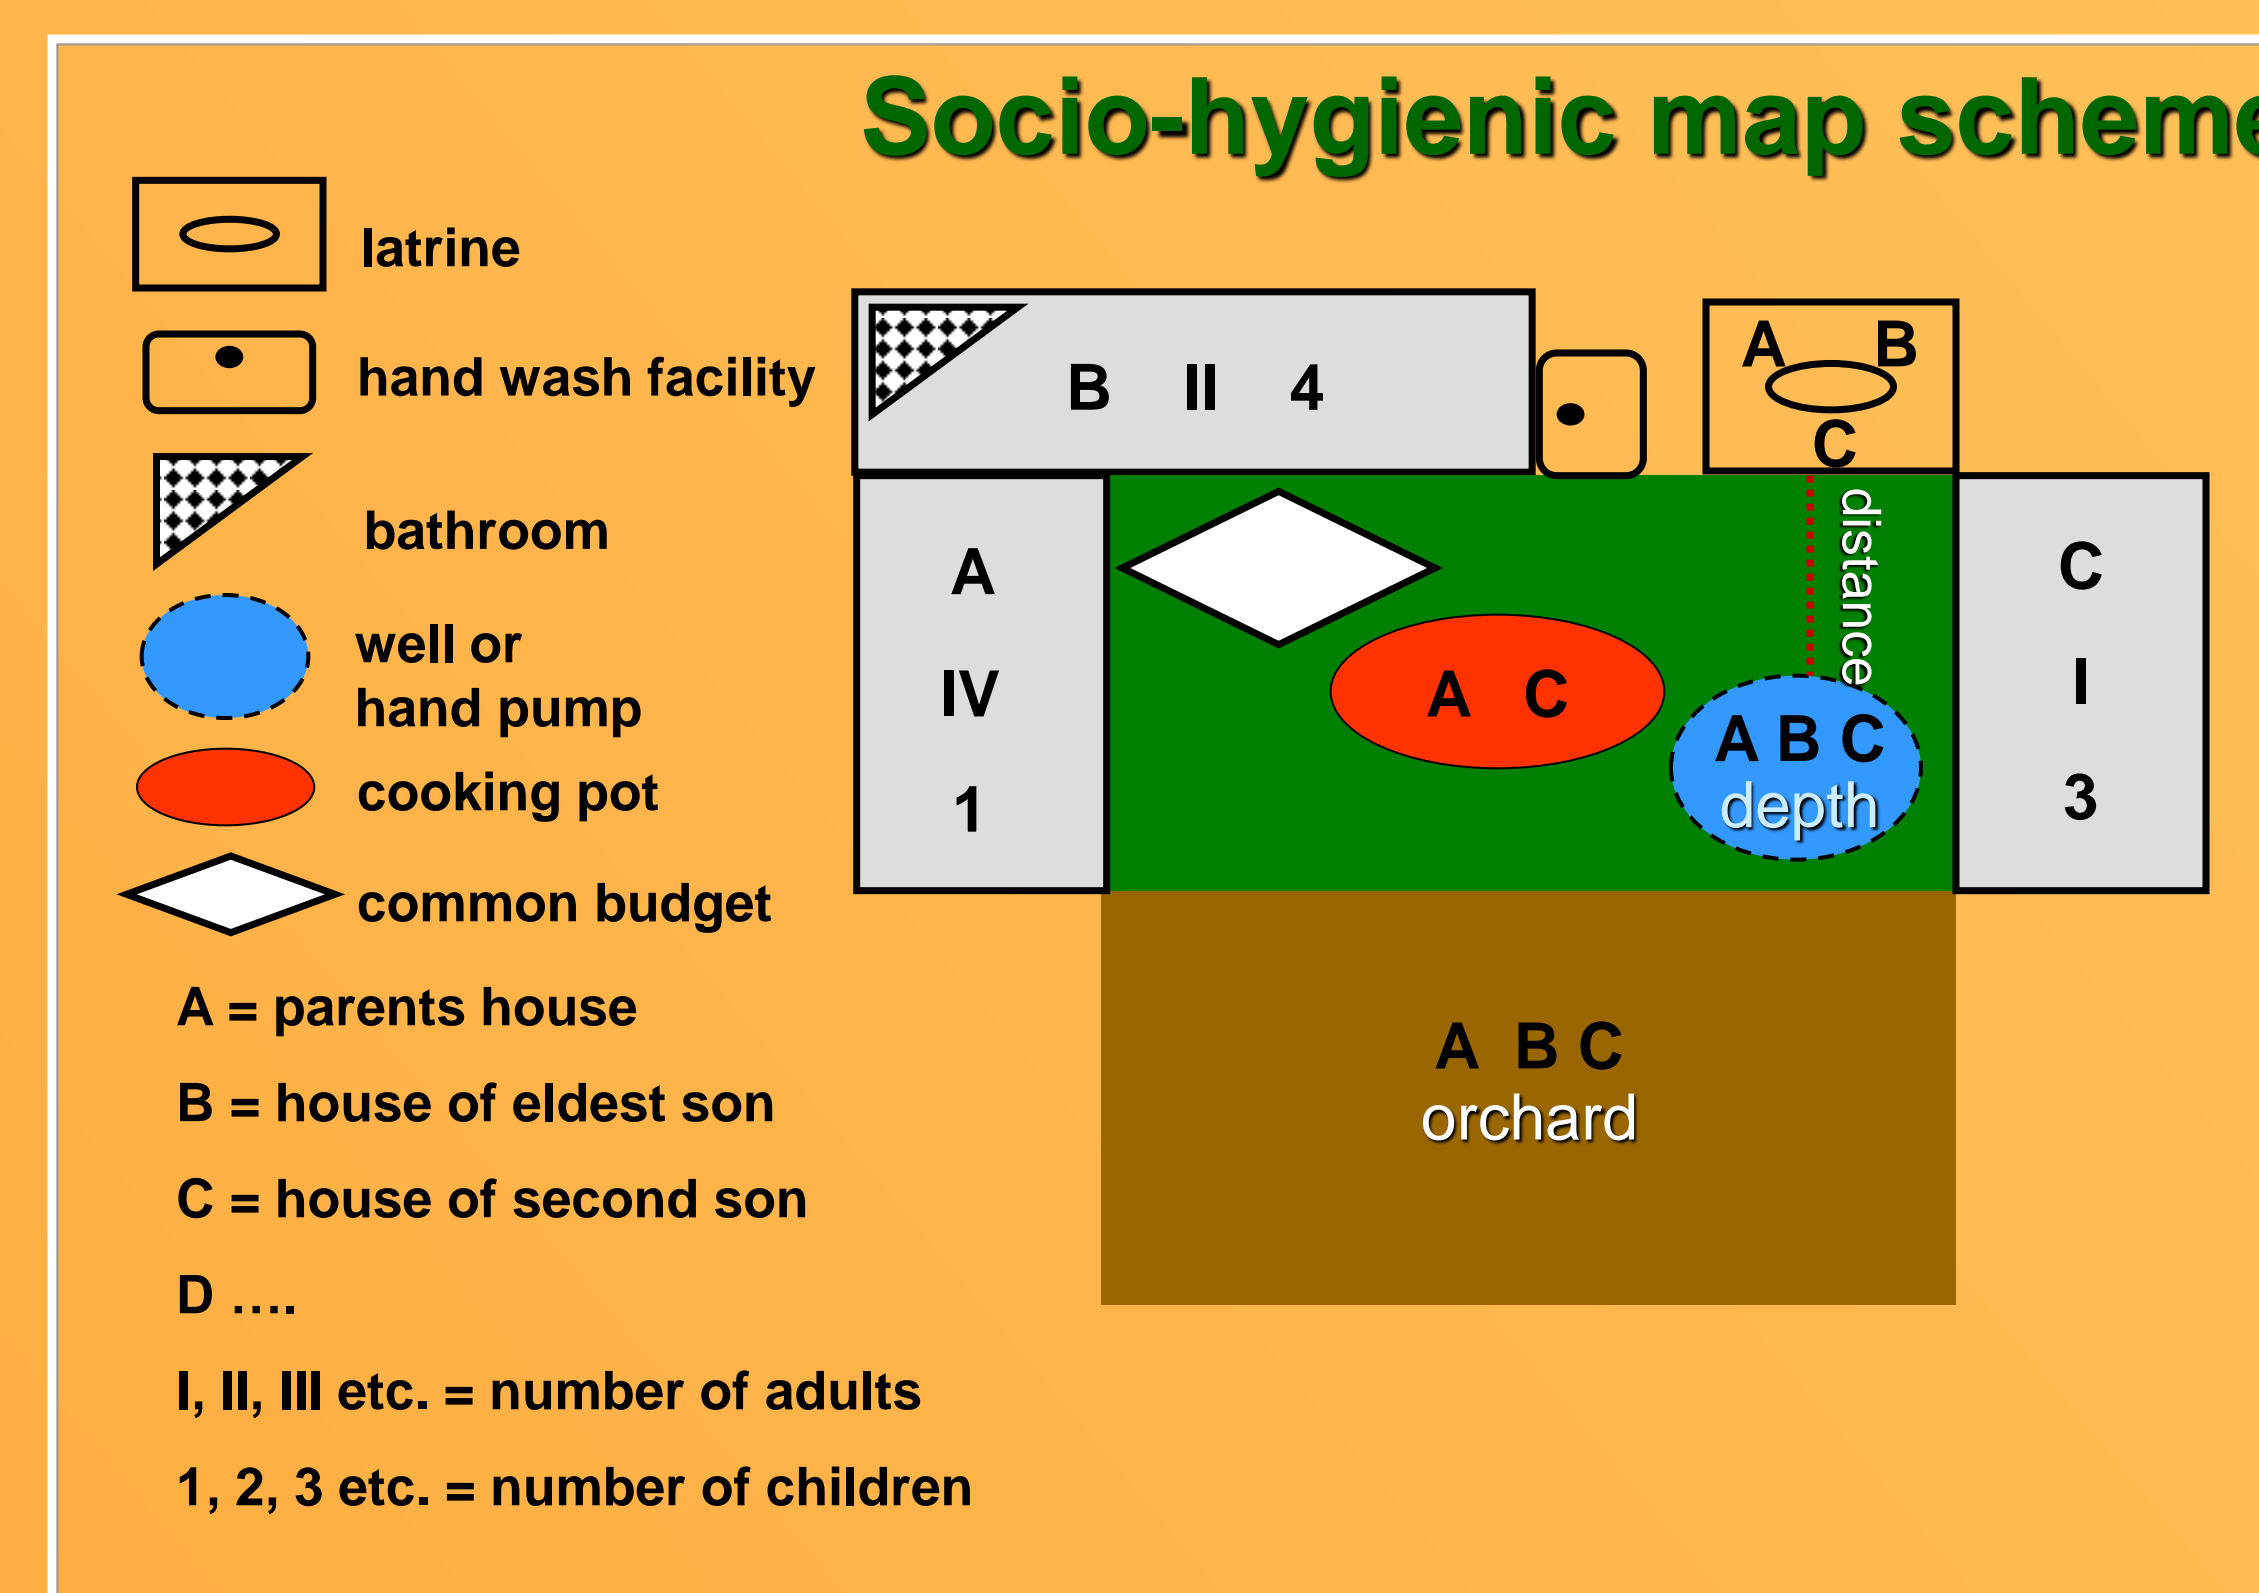 Socio-hygienic map scheme
latrine
hand wash facility
bathroom
well or
hand pump
cooking pot
common budget
A = parents house
B = house of eldest son
C = house of second son
D ….
I, II, III etc. = number of adults
1, 2, 3 etc. = number of children
B II 4
A B
C
A
IV
1
distance
A C
A B C
depth
C
I
3
A B C
orchard